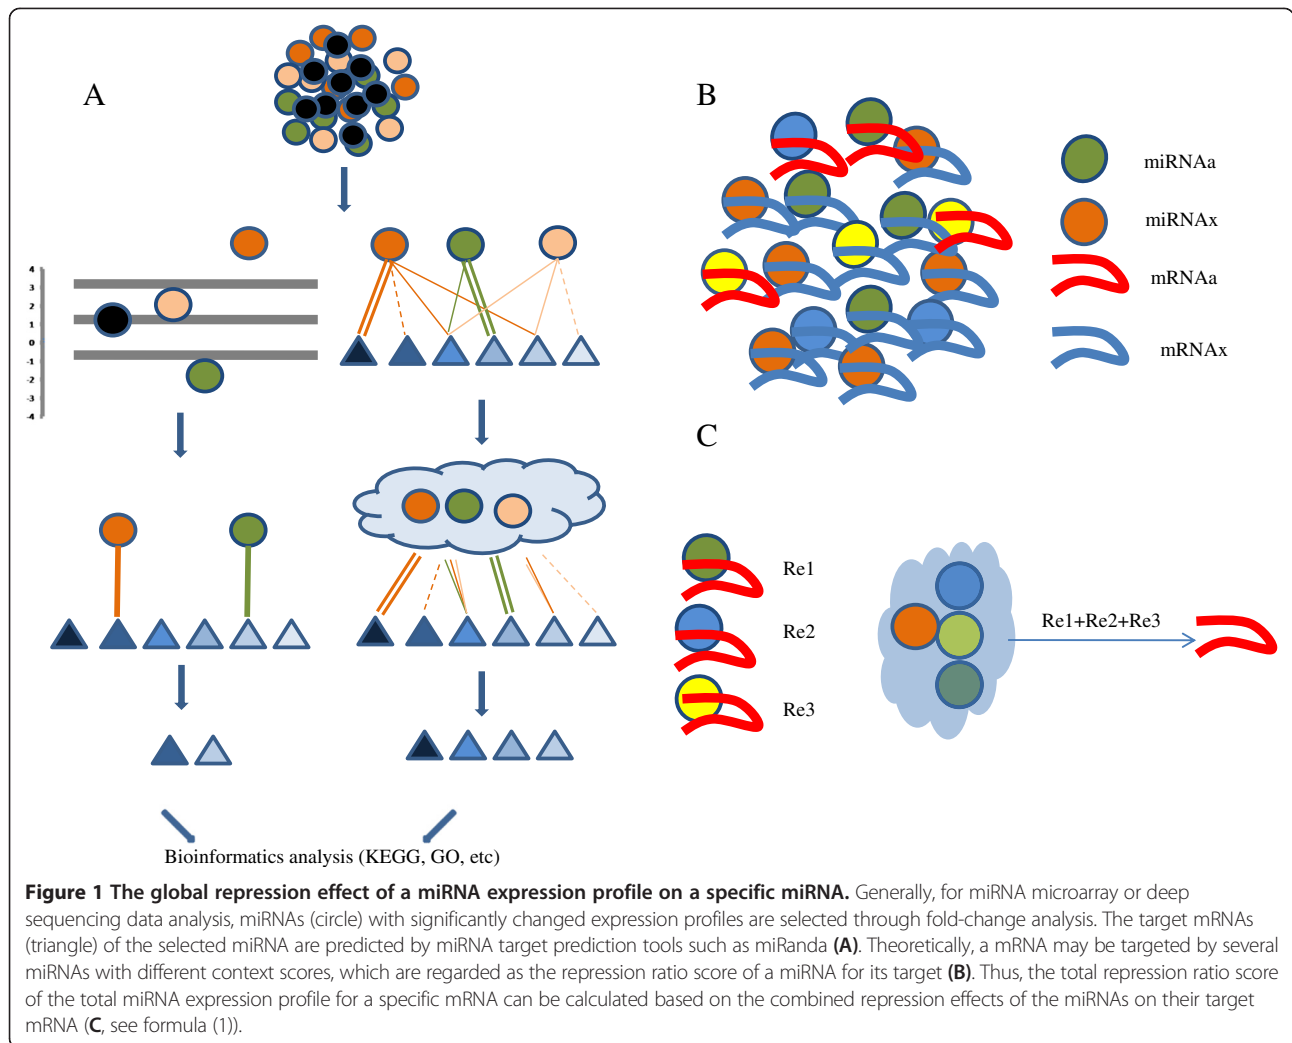 A
4
3
2
1
0
-1
-2
-3
-4
Bioinformatics analysis (KEGG, GO, etc)
B
miRNAa
miRNAx
mRNAa
mRNAx
C
Re1
Re2
Re3
Re1+Re2+Re3
Figure 1 The global repression effect of a miRNA expression profile on a specific miRNA. Generally, for miRNA microarray or deep
sequencing data analysis, miRNAs (circle) with significantly changed expression profiles are selected through fold-change analysis. The target mRNAs
(triangle) of the selected miRNA are predicted by miRNA target prediction tools such as miRanda (A). Theoretically, a mRNA may be targeted by several
miRNAs with different context scores, which are regarded as the repression ratio score of a miRNA for its target (B). Thus, the total repression ratio score
of the total miRNA expression profile for a specific mRNA can be calculated based on the combined repression effects of the miRNAs on their target
mRNA (C, see formula (1)).